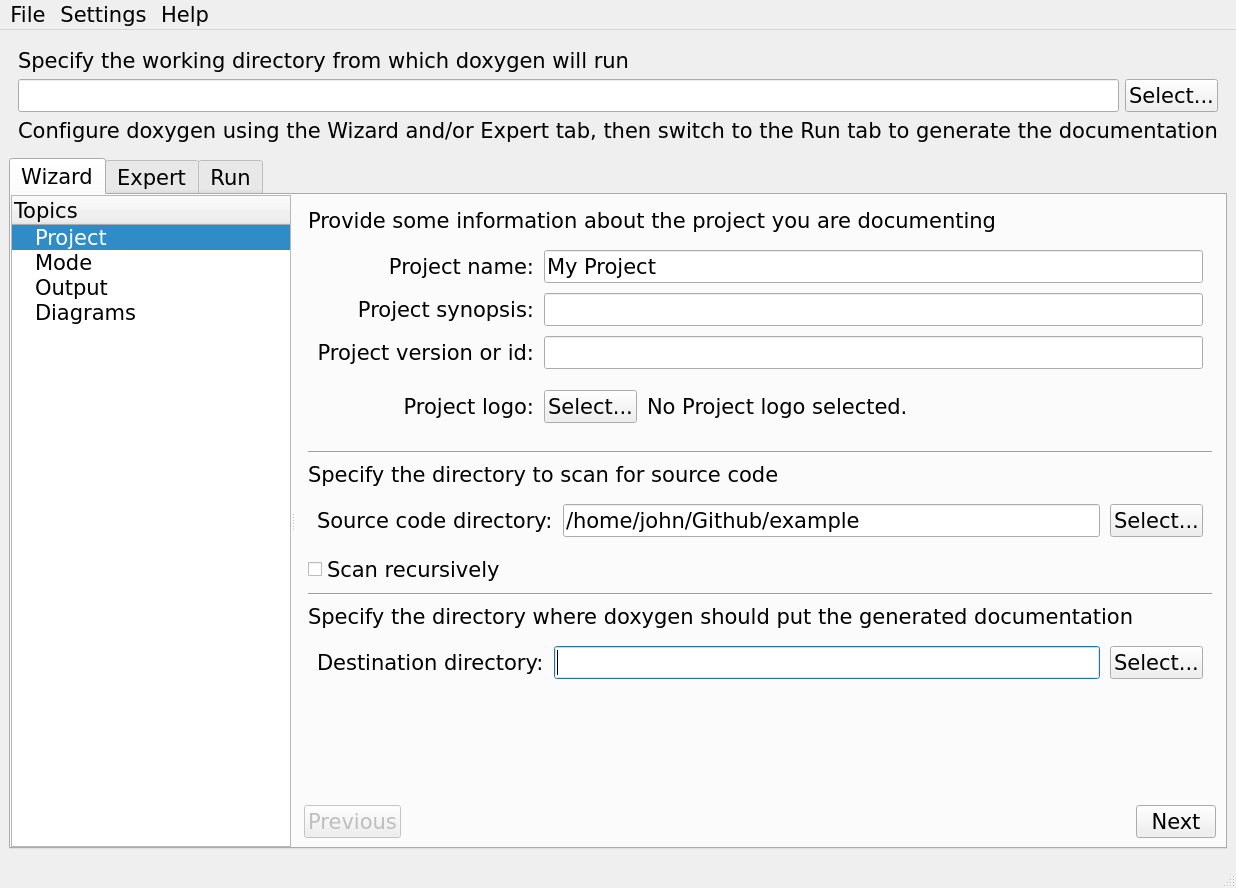 File Settings Help
Specify the working directory from which doxygen will run
Select...
Configure doxygen using the Wizard and/or Expert tab, then switch to the Run tab to generate the documentation
Wizard Expert Run
Topics
Project
Mode
Output
Diagrams
Provide some information about the project you are documenting
Project name: My Project
Project synopsis:
Project version or id:
Project logo: Select... No Project logo selected.
Specify the directory to scan for source code
Source code directory: /home/john/Github/example Select...
Scan recursively
Specify the directory where doxygen should put the generated documentation
Destination directory: Select...
Previous Next